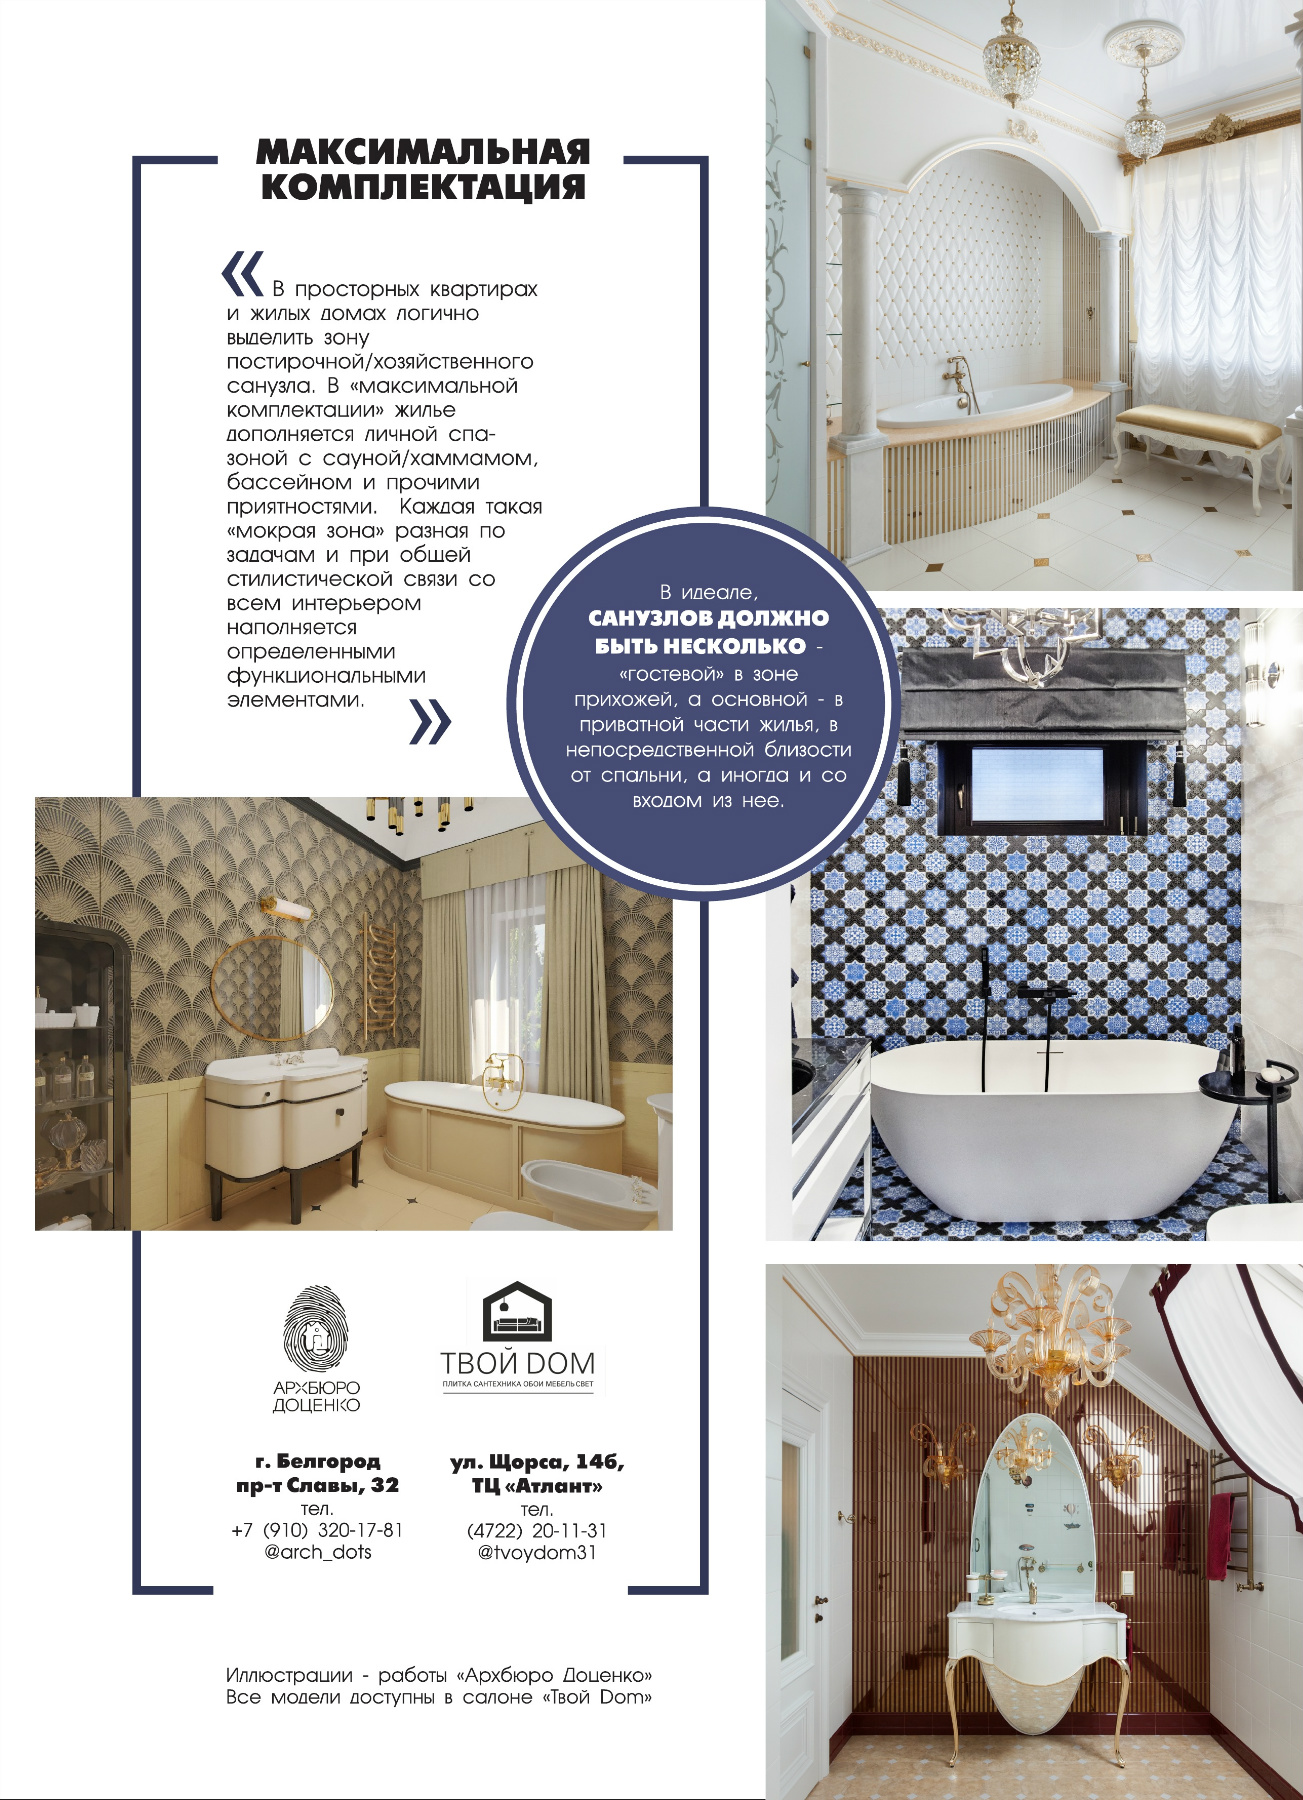 МАКСИМАЛЬНАЯ
КОМПЛЕКТАЦИЯ
« В просторных квартирах
и жилых домах логично
выделить зону
постирочной/хозяйственного
санузла. В «максимальной
комплектации» жилье
дополняется личной спа-
зоной с сауной/хаммамом,
бассейном и прочими
приятностями. Каждая такая
«мокрая зона» разная по
задачам и при общей
стилистической связи со
всем интерьером
наполняется
определенными
функциональными
элементами. »
В идеале,
САНУЗЛОВ ДОЛЖНО
БЫТЬ НЕСКОЛЬКО -
«гостевой» в зоне
прихожей, а основной - в
приватной части жилья, в
непосредственной близости
от спальни, а иногда и со
входом из нее.
АРХБЮРО
ДОЦЕНКО
г. Белгород
пр-т Славы, 32
тел.
+7 (910) 320-17-81
@arch_dots
ТВОЙ DOM
ПЛИТКА САНТЕХНИКА ОБОИ МЕБЕЛЬ СВЕТ
ул. Щорса, 14б,
ТЦ «Атлант»
тел.
(4722) 20-11-31
@tvoydom31
Иллюстрации - работы «Архбюро Доценко»
Все модели доступны в салоне «Твой Dom»